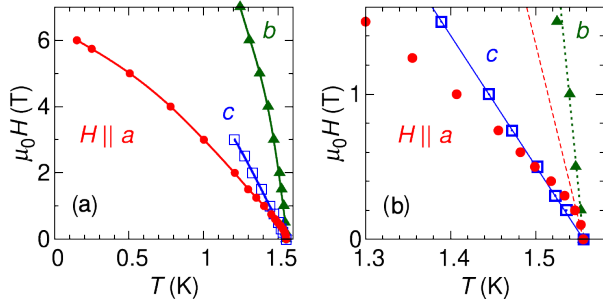 6
4
2
0
μ₀H (T)
b
c
H || a
(a)
0 0.5 1 1.5
T (K)
1
0
μ₀H (T)
b
c
H || a
(b)
1.3 1.4 1.5
T (K)